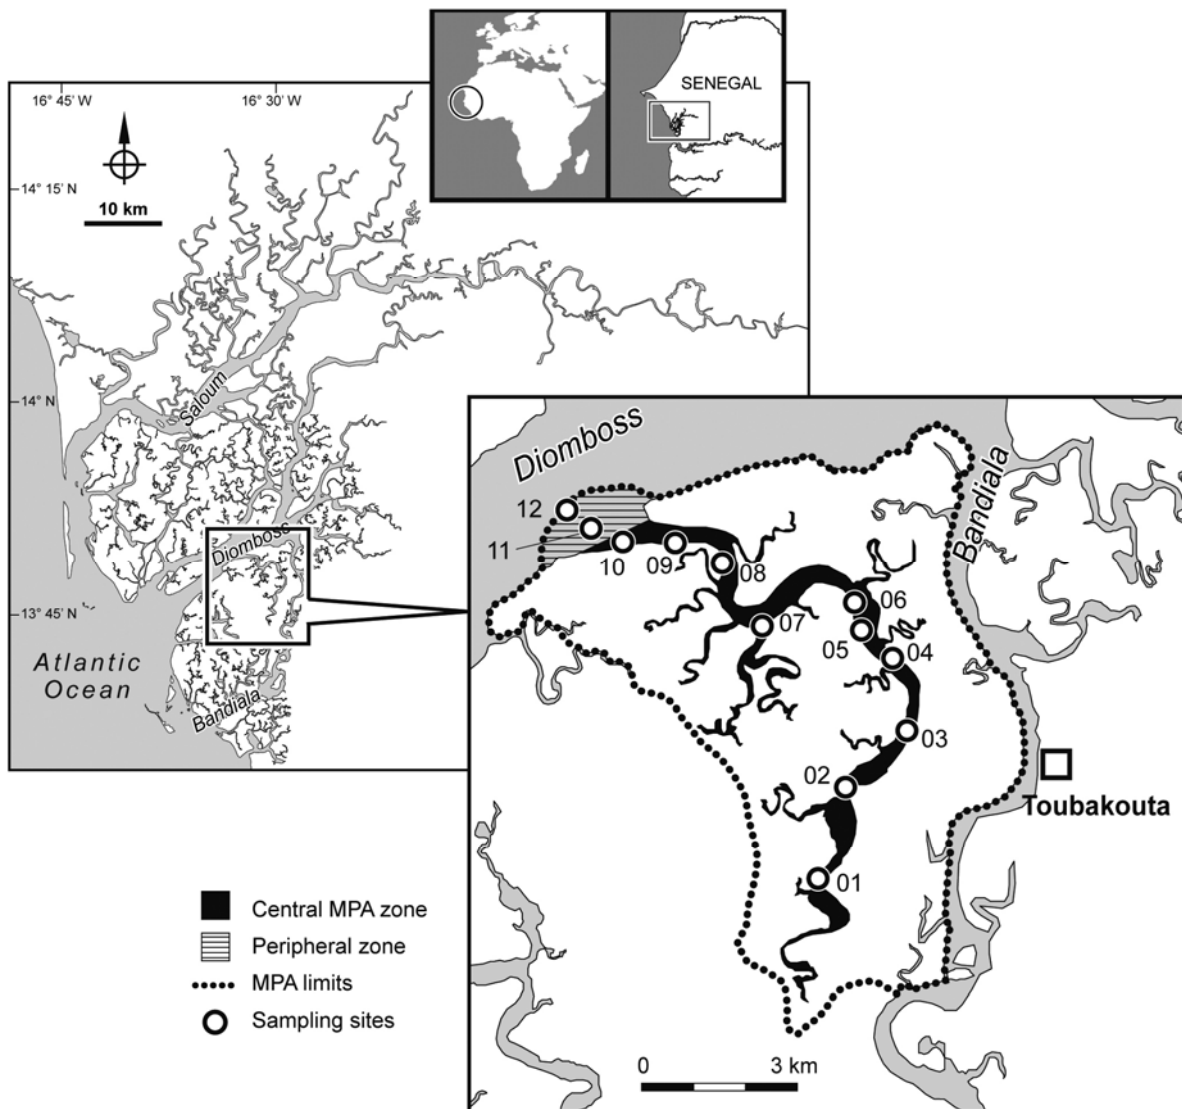 SENEGAL
16° 45' W
16° 30' W
14° 15' N
10 km
14° N
Saloum
Diomboss
13° 45' N
Atlantic
Ocean
Bandiala
Diomboss
Bandiala
12
11
10
09
08
07
06
05
04
03
02
01
Toubakouta
Central MPA zone
Peripheral zone
MPA limits
Sampling sites
0
3 km